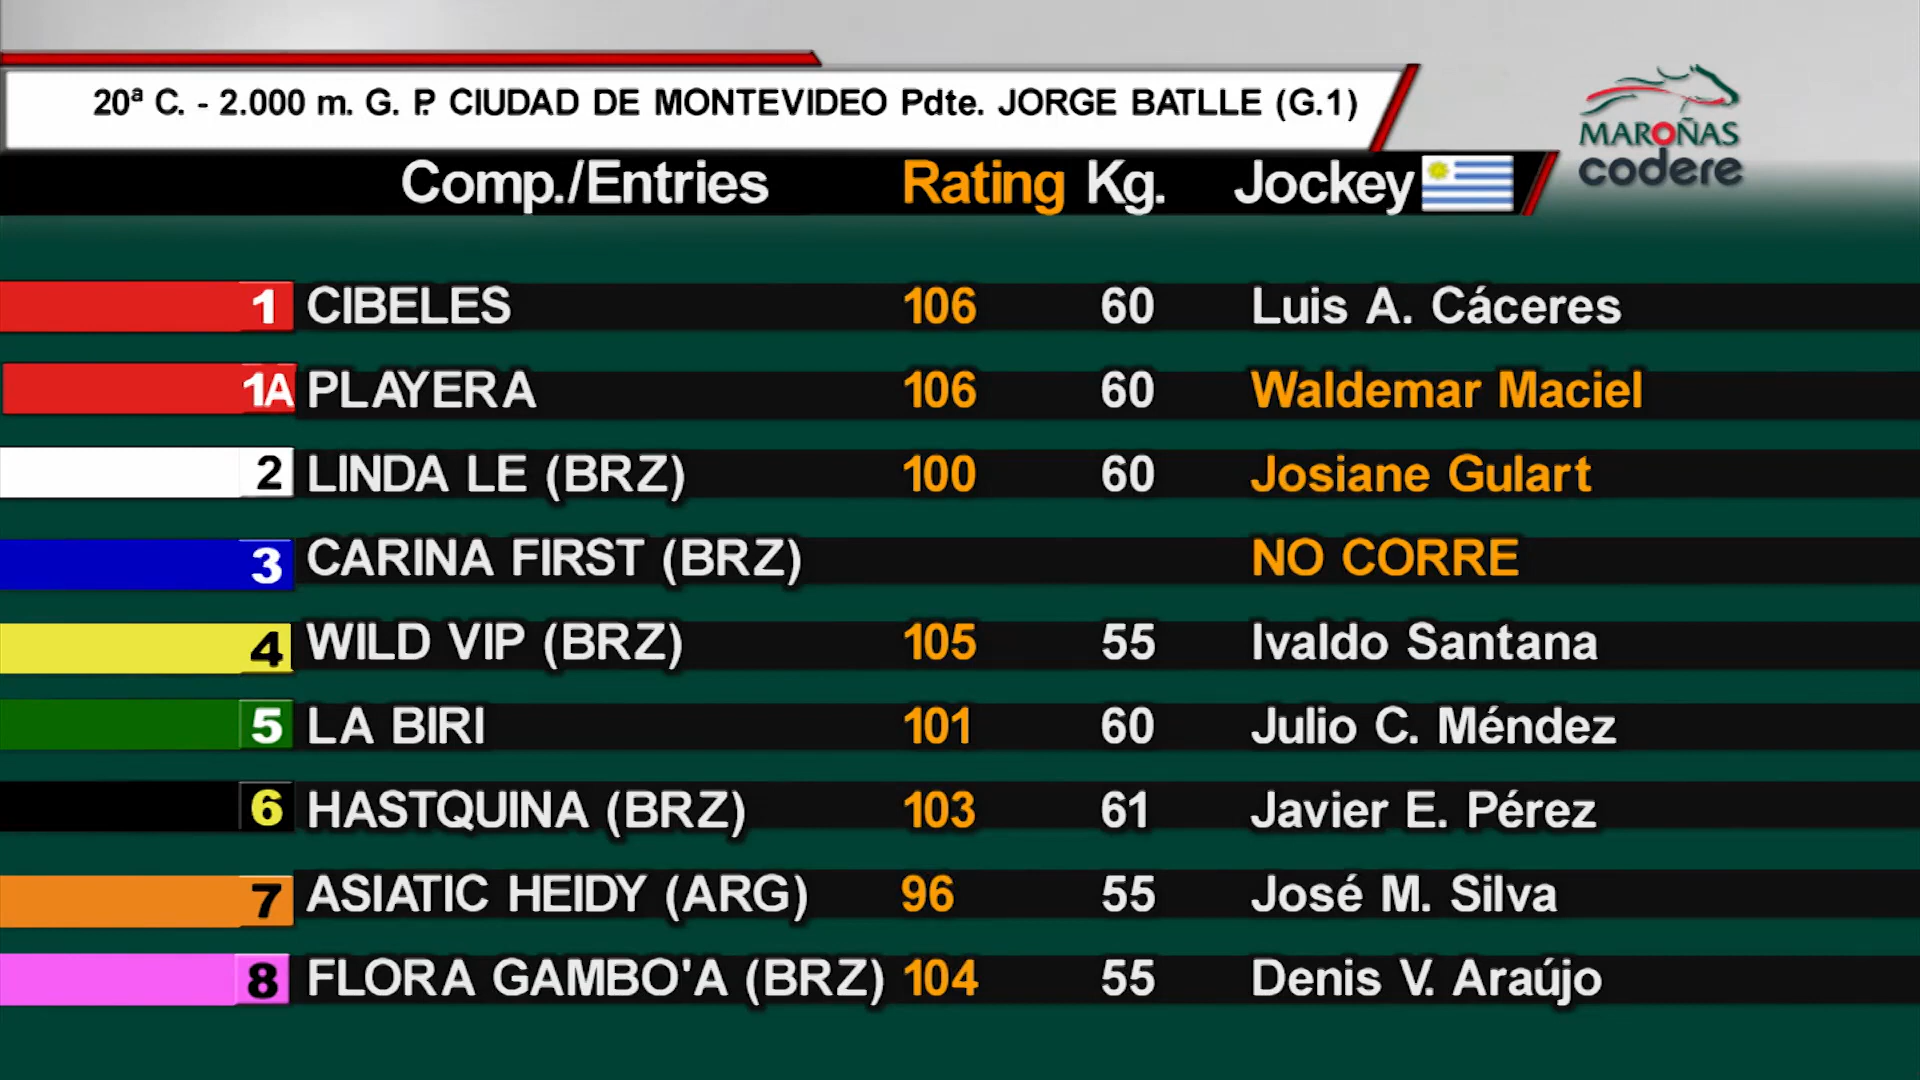 20ª C. - 2.000 m. G. P. CIUDAD DE MONTEVIDEO Pdte. JORGE BATLLE (G.1)
MAROÑAS
codere
Comp./Entries Rating Kg. Jockey
1 CIBELES 106 60 Luis A. Cáceres
1A PLAYERA 106 60 Waldemar Maciel
2 LINDA LE (BRZ) 100 60 Josiane Gulart
3 CARINA FIRST (BRZ) NO CORRE
4 WILD VIP (BRZ) 105 55 Ivaldo Santana
5 LA BIRI 101 60 Julio C. Méndez
6 HASTQUINA (BRZ) 103 61 Javier E. Pérez
7 ASIATIC HEIDY (ARG) 96 55 José M. Silva
8 FLORA GAMBO'A (BRZ) 104 55 Denis V. Araújo